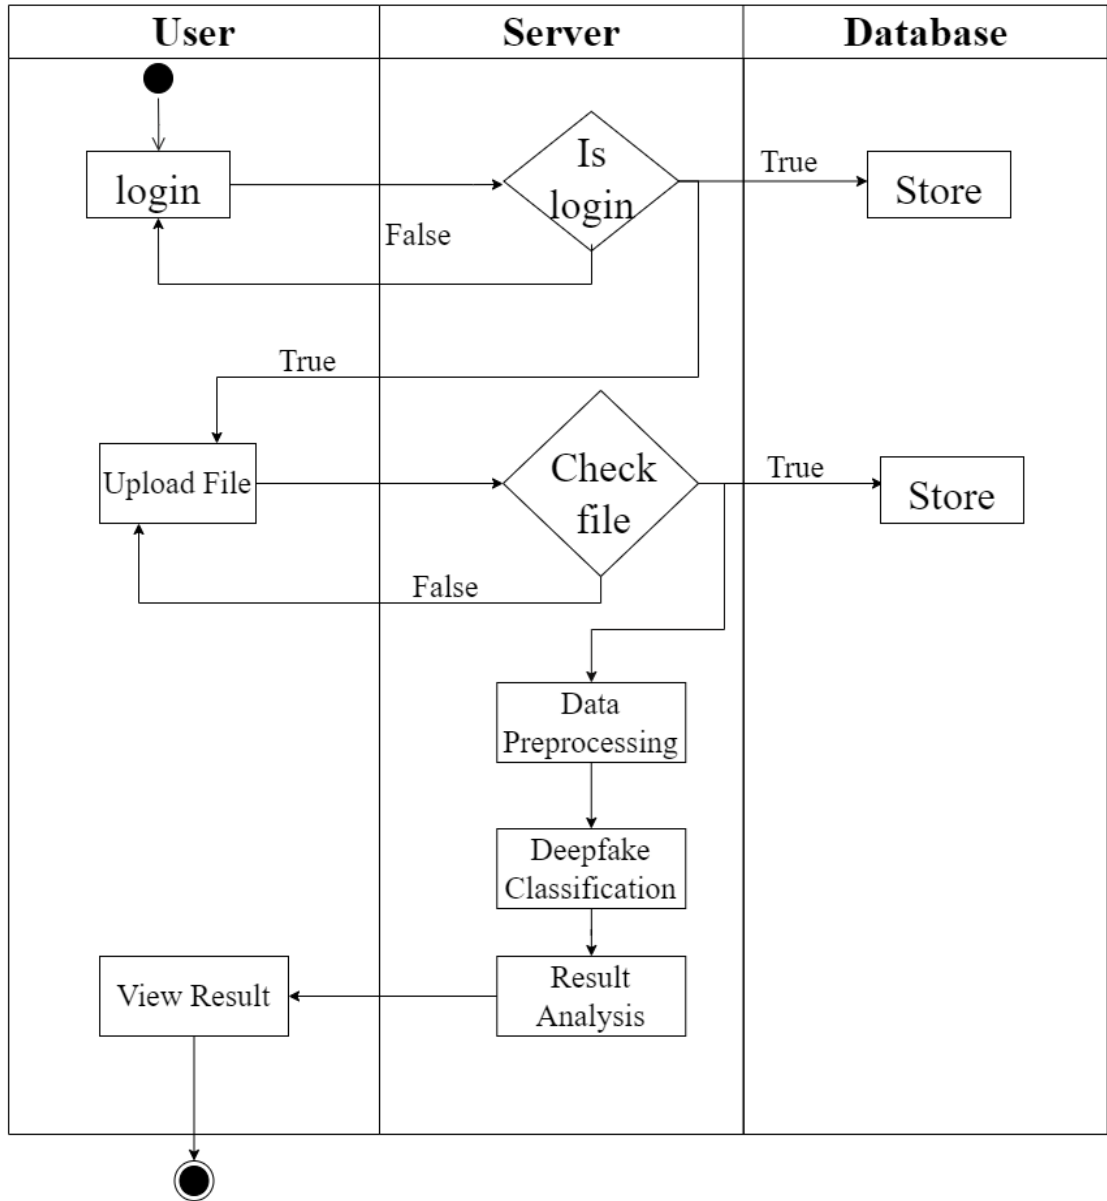 User
Server
Database
Is
login
True
login
Store
False
True
Check
file
True
Upload File
Store
False
Data
Preprocessing
Deepfake
Classification
Result
Analysis
View Result